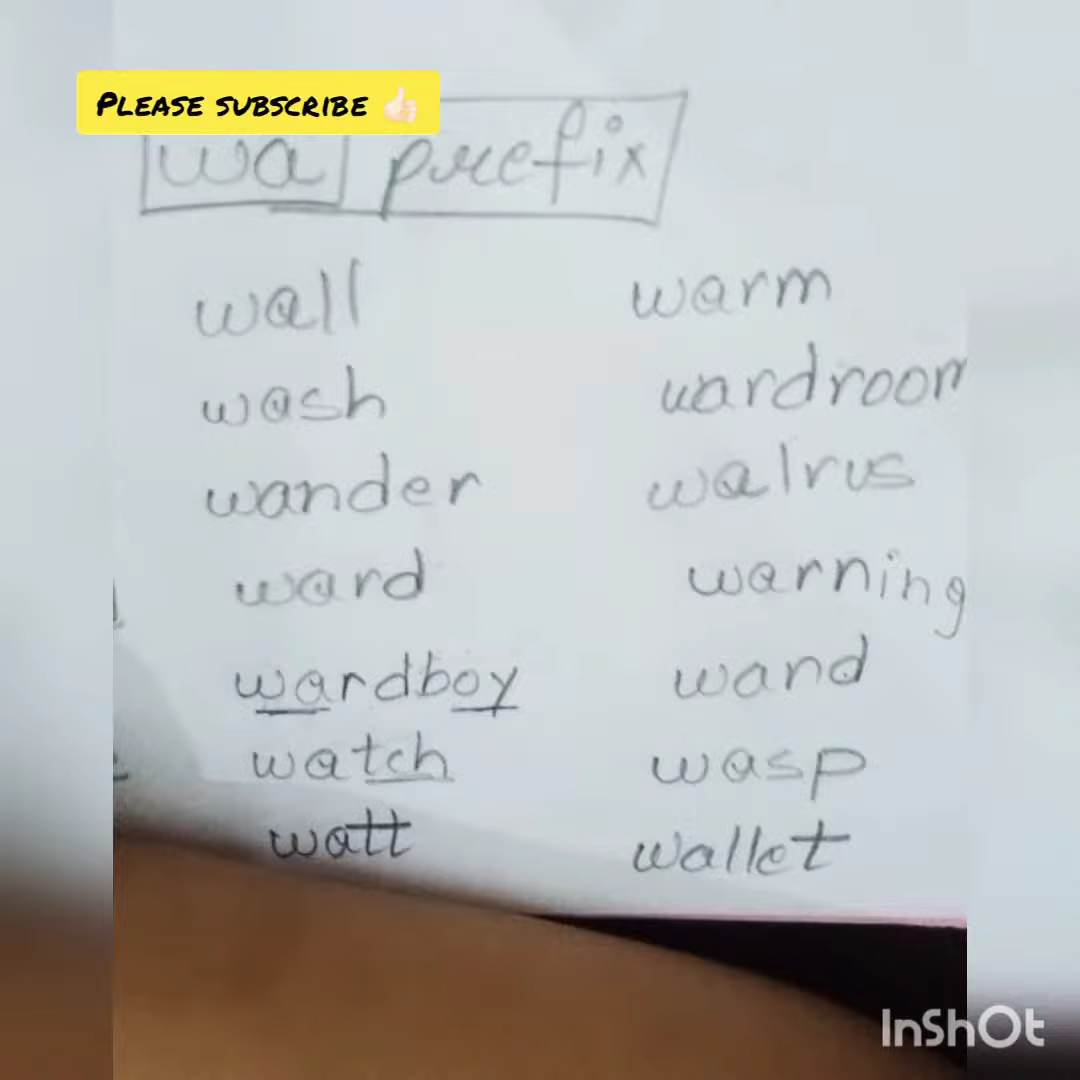 PLEASE SUBSCRIBE 👍🏻
wa prefix
wall
wash
wander
ward
wardboy
watch
watt
warm
wardroom
walrus
warning
wand
wasp
wallet
InShOt